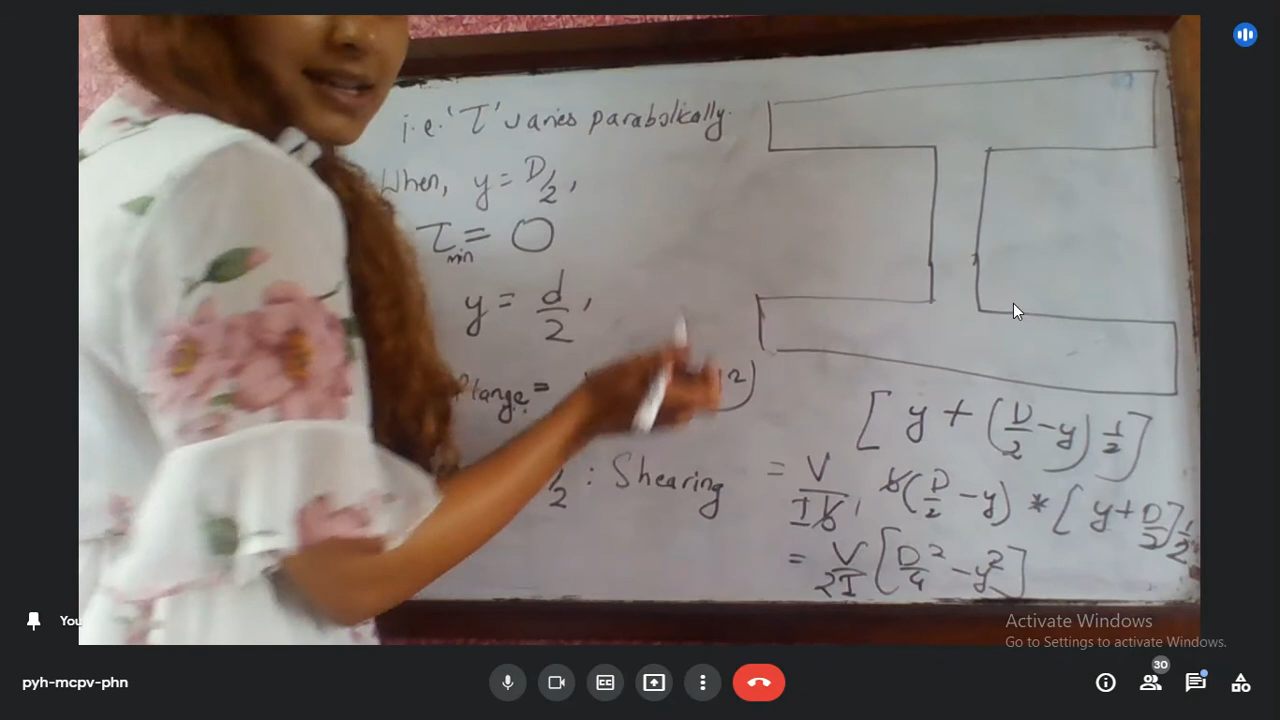 i.e. 'τ' varies parabolically.
When, y = D/2,
τmin = 0
y = d/2,
flange =
/2 : Shearing
[y + (D/2 - y) 1/2]
= V/Ib, b(D/2 - y) * [y + D/2] 1/2
= V/2I [D²/4 - y²]
Activate Windows
Go to Settings to activate Windows.
You
pyh-mcpv-phn
CC
30